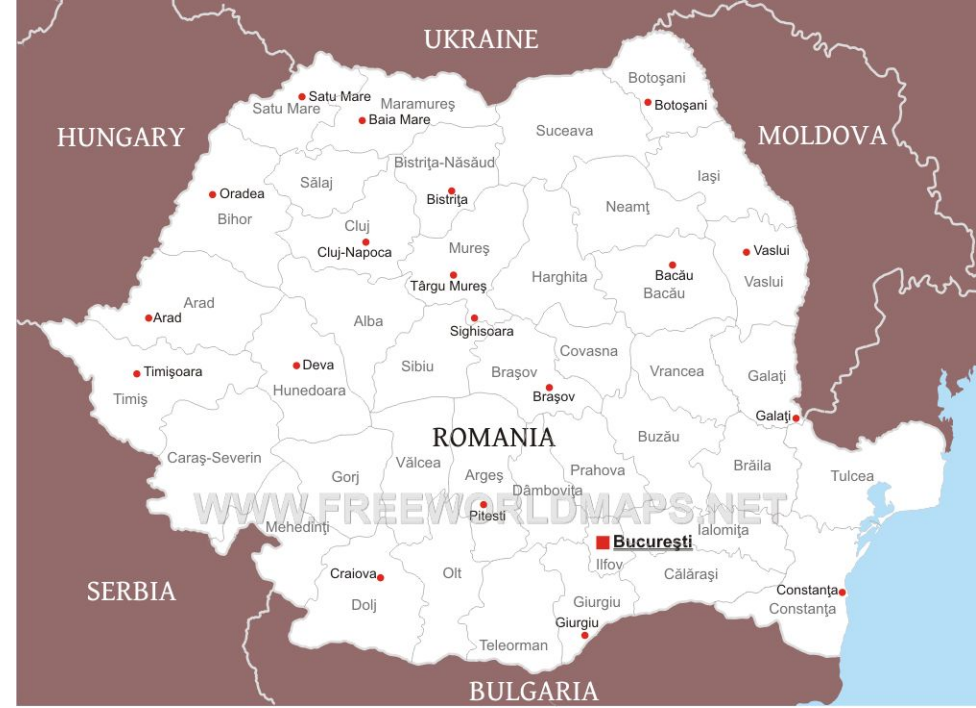 UKRAINE
Botoşani
Satu Mare
Satu Mare
Maramureş
Botoşani
Baia Mare
Suceava
HUNGARY
MOLDOVA
Bistriţa-Năsăud
Iaşi
Sălaj
Oradea
Bistriţa
Neamţ
Bihor
Cluj
Cluj-Napoca
Mureş
Vaslui
Harghita
Bacău
Vaslui
Târgu Mureş
Bacău
Arad
Arad
Alba
Sighisoara
Covasna
Deva
Sibiu
Braşov
Vrancea
Timişoara
Galaţi
Hunedoara
Braşov
Timiş
Galaţi
ROMANIA
Buzău
Caraş-Severin
Vălcea
Brăila
Gorj
Argeş
Prahova
Tulcea
Dâmboviţa
WWW.FREEWORLDMAPS.NET
Pitesti
Mehedinţi
Ialomiţa
Bucureşti
Ilfov
Craiova
Olt
Călăraşi
SERBIA
Constanţa
Dolj
Giurgiu
Constanţa
Giurgiu
Teleorman
BULGARIA